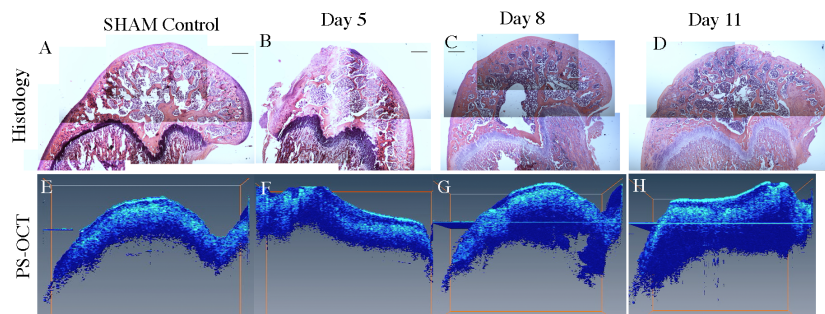 SHAM Control
Day 5
Day 8
Day 11
Histology
A
B
C
D
PS-OCT
E
F
G
H